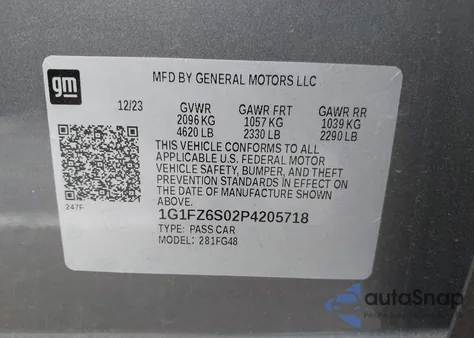 gm
MFD BY GENERAL MOTORS LLC
12/23 GVWR GAWR FRT GAWR RR
2096 KG 1057 KG 1039 KG
4620 LB 2330 LB 2290 LB
THIS VEHICLE CONFORMS TO ALL
APPLICABLE U.S. FEDERAL MOTOR
VEHICLE SAFETY, BUMPER, AND THEFT
PREVENTION STANDARDS IN EFFECT ON
THE DATE OF MANUFACTURE SHOWN
ABOVE.
247F
1G1FZ6S02P4205718
TYPE: PASS CAR
MODEL: 281FG48
autoSnap